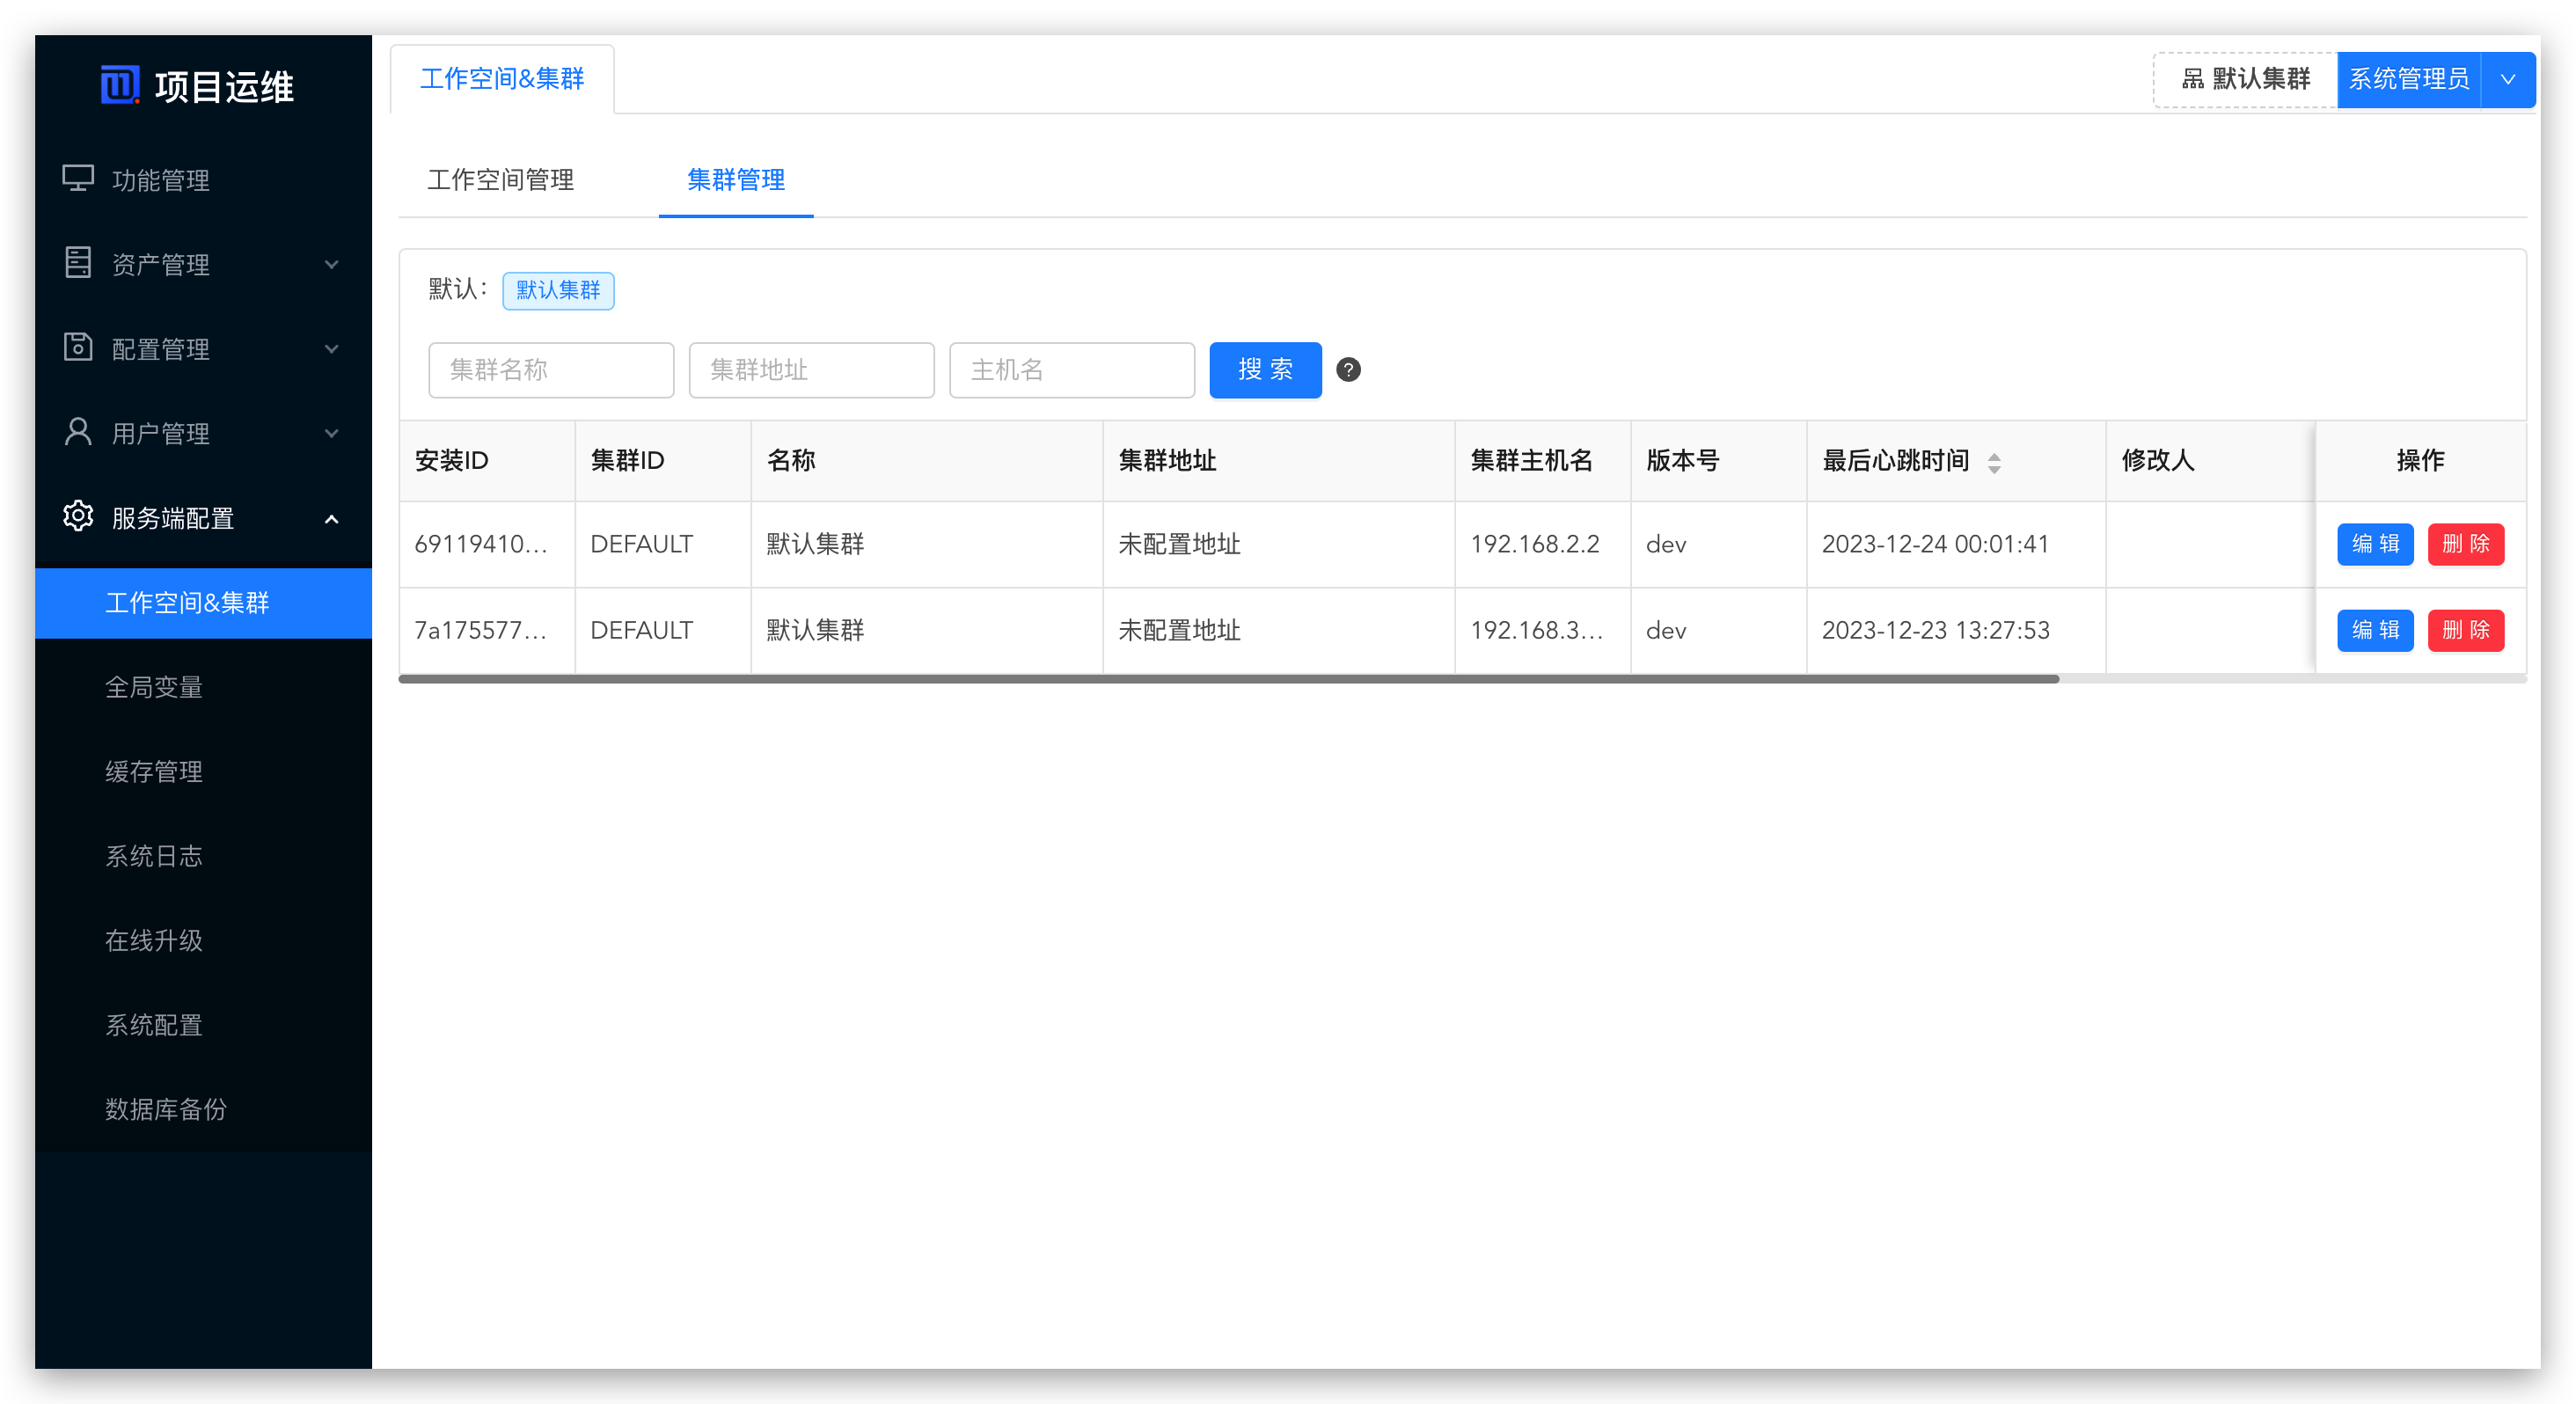 项目运维
功能管理
资产管理
配置管理
用户管理
服务端配置
工作空间&集群
全局变量
缓存管理
系统日志
在线升级
系统配置
数据库备份
工作空间&集群
默认集群 系统管理员
工作空间管理 集群管理
默认: 默认集群
集群名称 集群地址 主机名 搜 索 ?
安装ID 集群ID 名称 集群地址 集群主机名 版本号 最后心跳时间 修改人 操作
69119410... DEFAULT 默认集群 未配置地址 192.168.2.2 dev 2023-12-24 00:01:41 编 辑 删 除
7a175577... DEFAULT 默认集群 未配置地址 192.168.3... dev 2023-12-23 13:27:53 编 辑 删 除